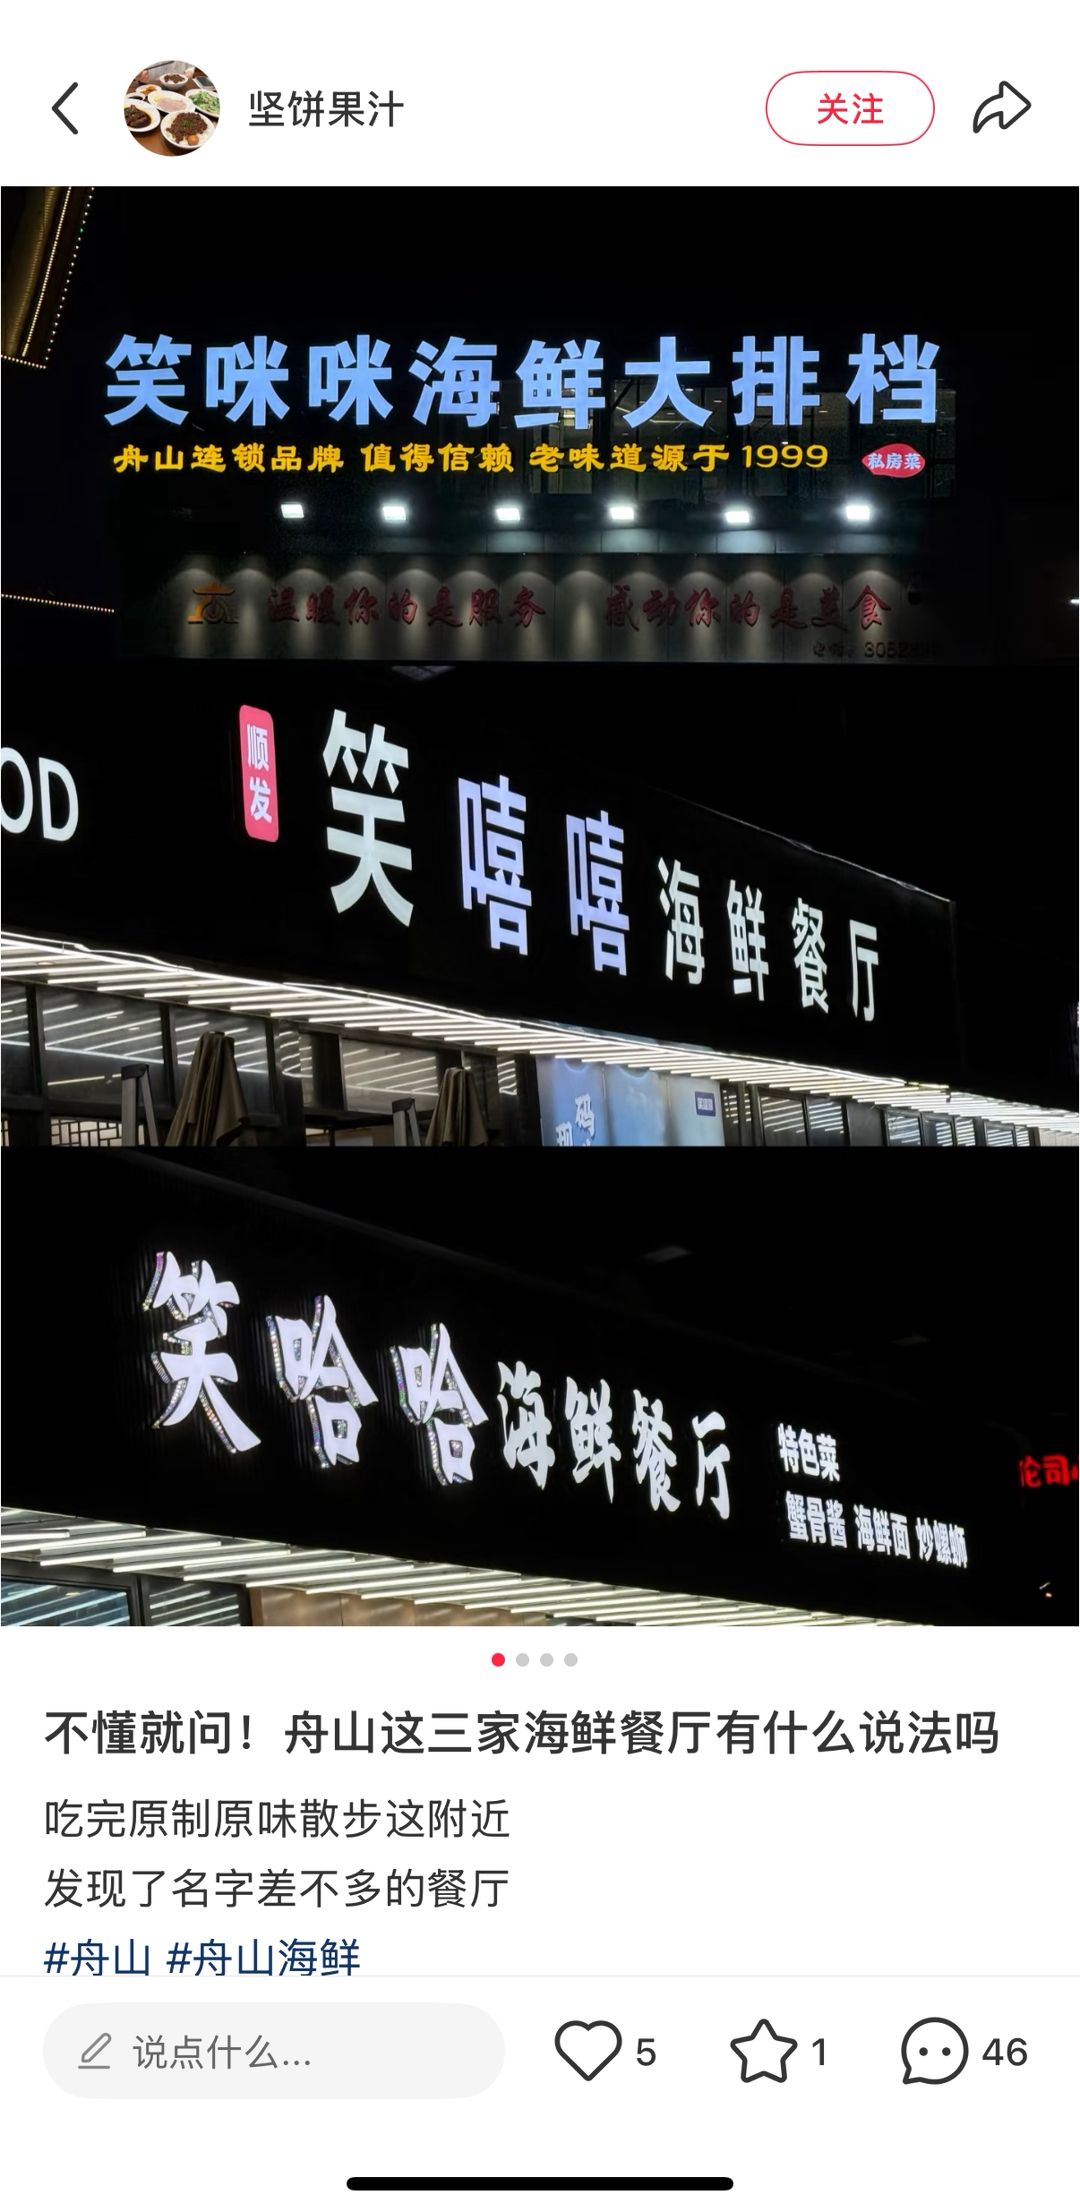 坚饼果汁
关注
笑咪咪海鲜大排档
舟山连锁品牌 值得信赖 老味道源于1999
私房菜
温暖你的是服务 感动你的是美食
OD
顺发
笑嘻嘻海鲜餐厅
笑哈哈海鲜餐厅
特色菜
蟹骨酱 海鲜面 炒螺蛳
不懂就问！舟山这三家海鲜餐厅有什么说法吗
吃完原制原味散步这附近
发现了名字差不多的餐厅
#舟山 #舟山海鲜
说点什么...
5
1
46